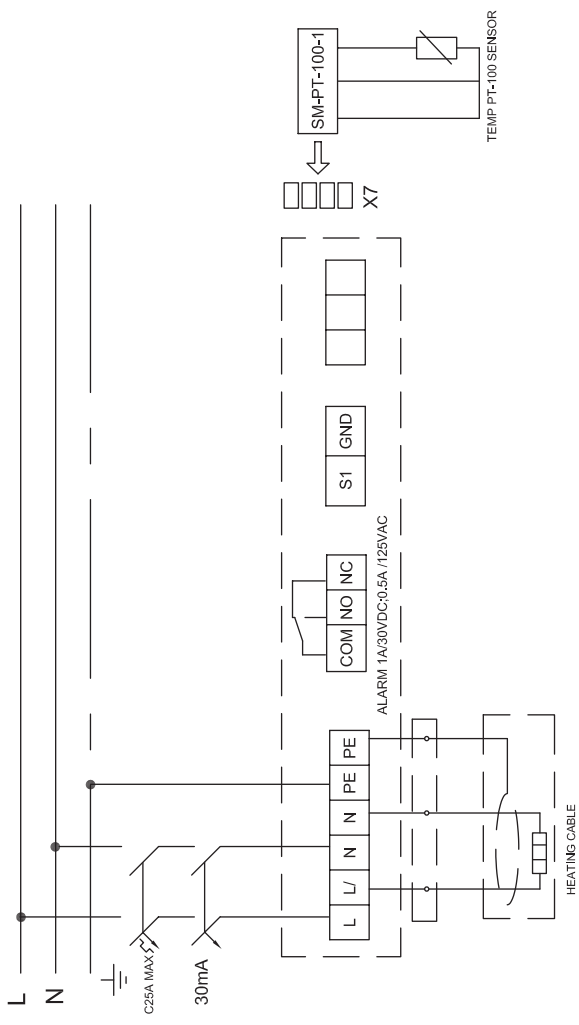 L
N
C25A MAX
30mA
L
L/
N
N
PE
PE
COM
NO
NC
ALARM 1A/30VDC;0.5A /125VAC
S1
GND
X7
SM-PT-100-1
TEMP PT-100 SENSOR
HEATING CABLE